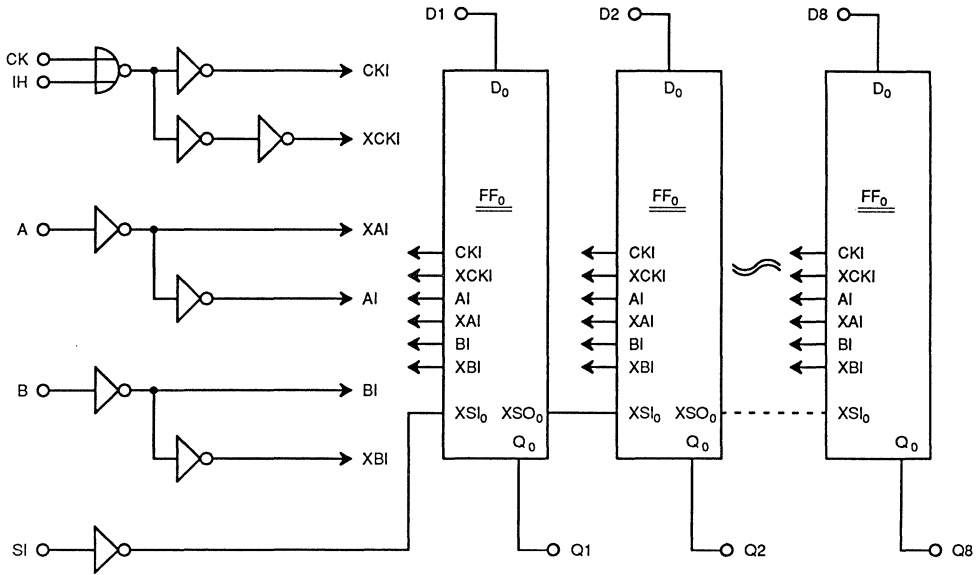 D1 D2 D8
CK
IH
CKI
XCKI
A
XAI
AI
B
BI
XBI
SI
D₀
FF₀
CKI
XCKI
AI
XAI
BI
XBI
XSI₀ XSO₀
Q₀
Q1
D₀
FF₀
CKI
XCKI
AI
XAI
BI
XBI
XSI₀ XSO₀
Q₀
Q2
D₀
FF₀
CKI
XCKI
AI
XAI
BI
XBI
XSI₀
Q₀
Q8